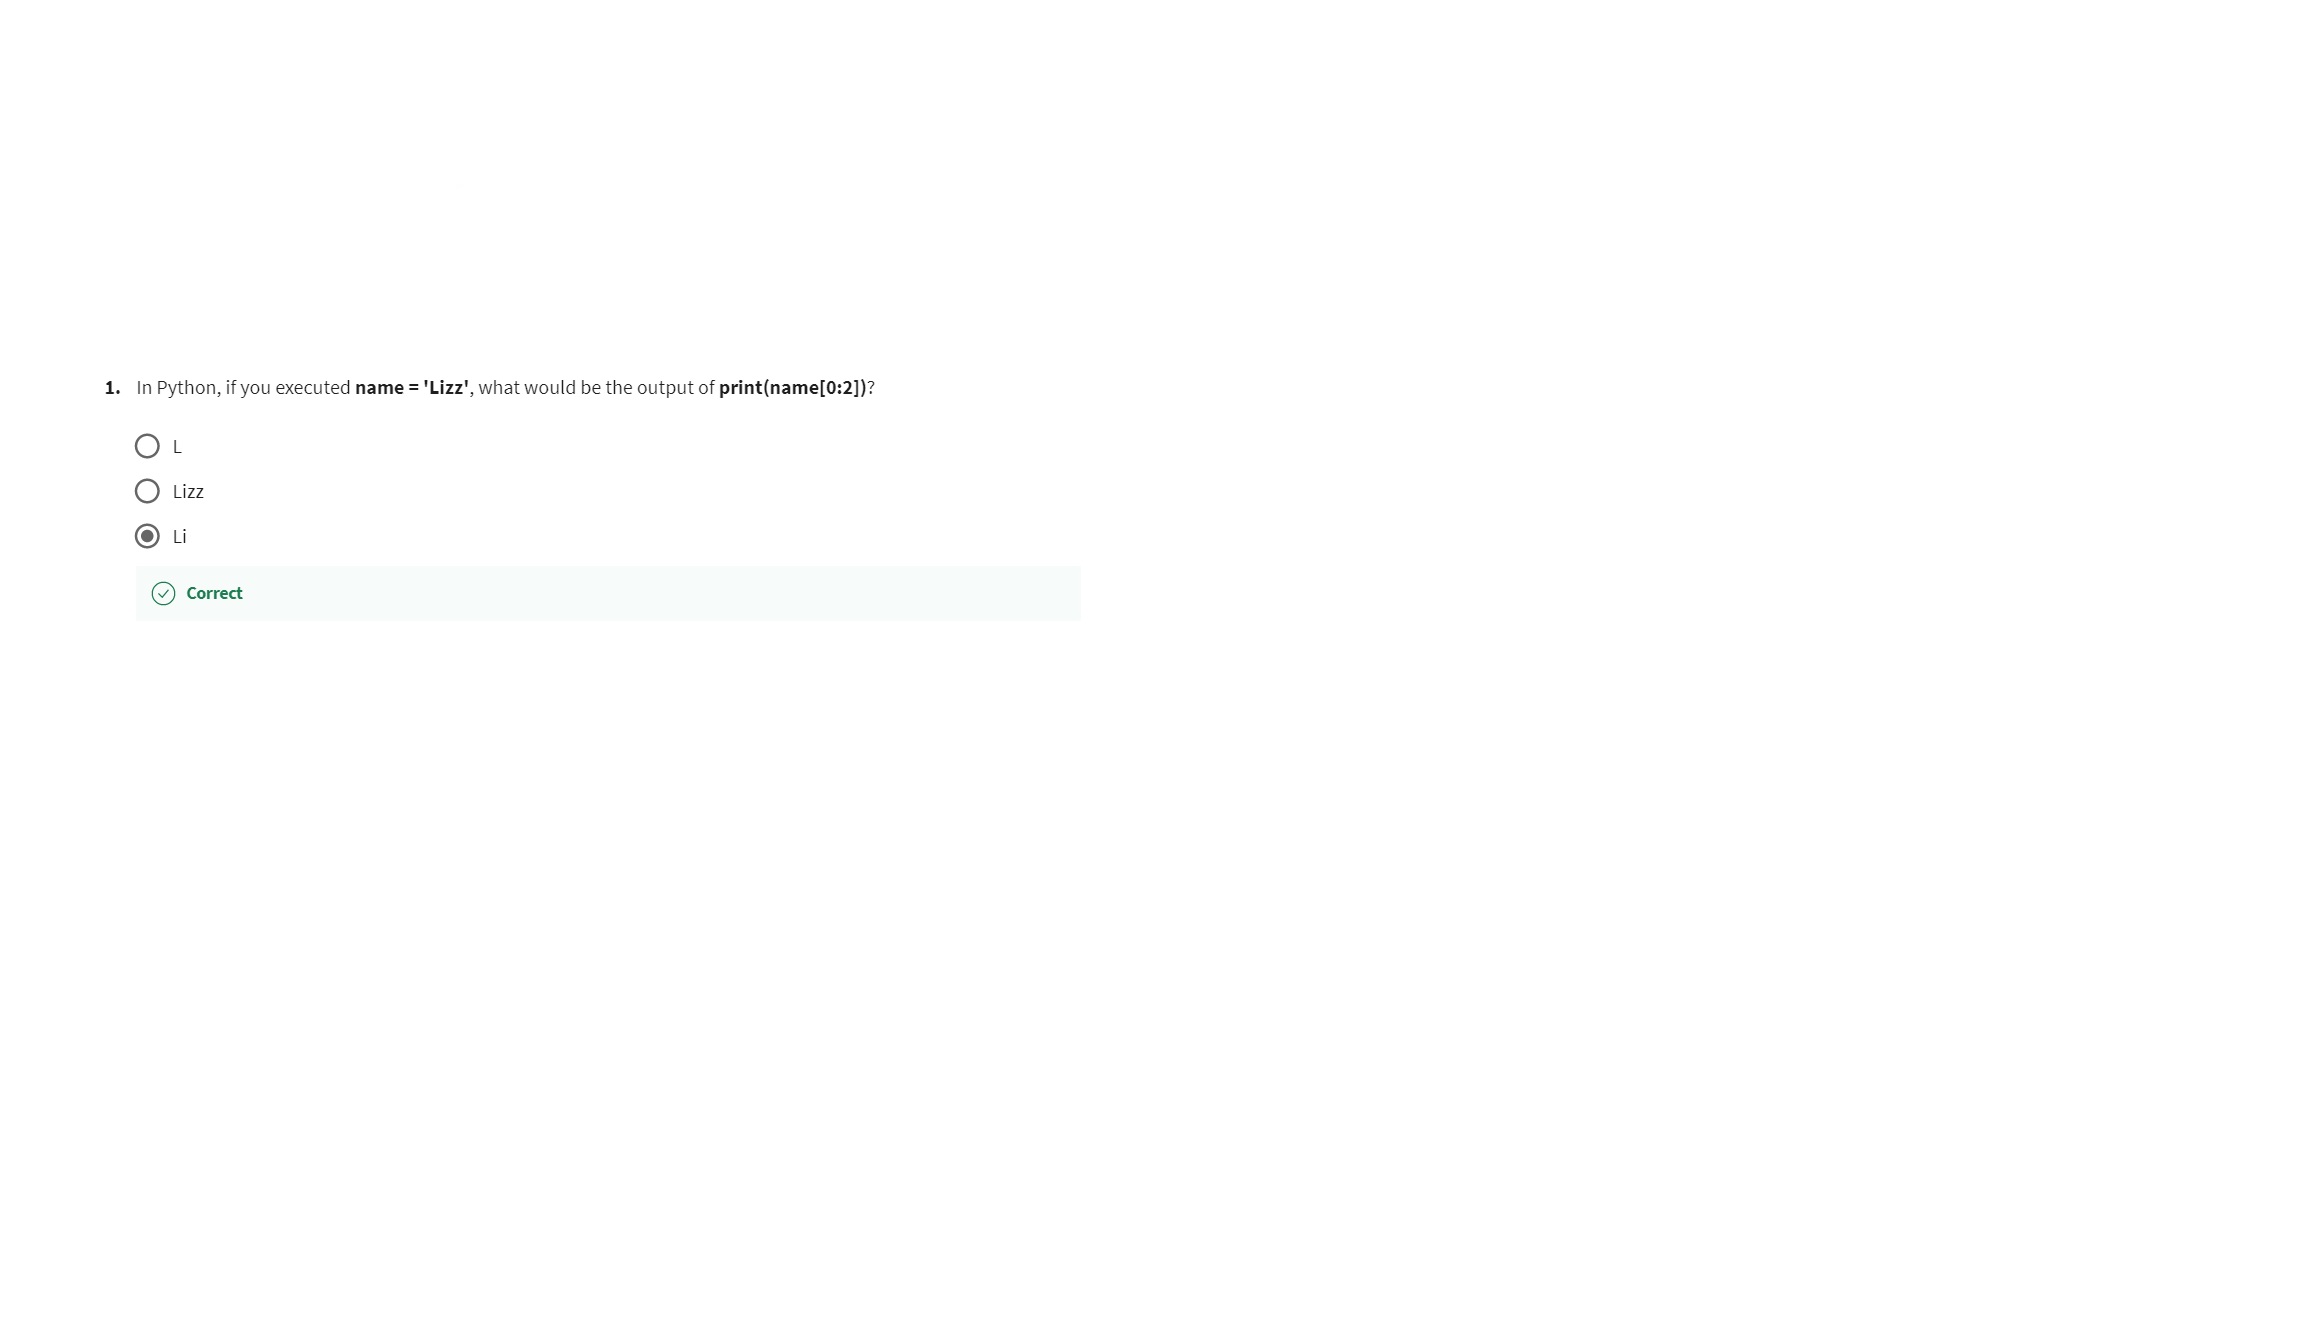 1. In Python, if you executed name = 'Lizz', what would be the output of print(name[0:2])?
L
Lizz
Li
Correct